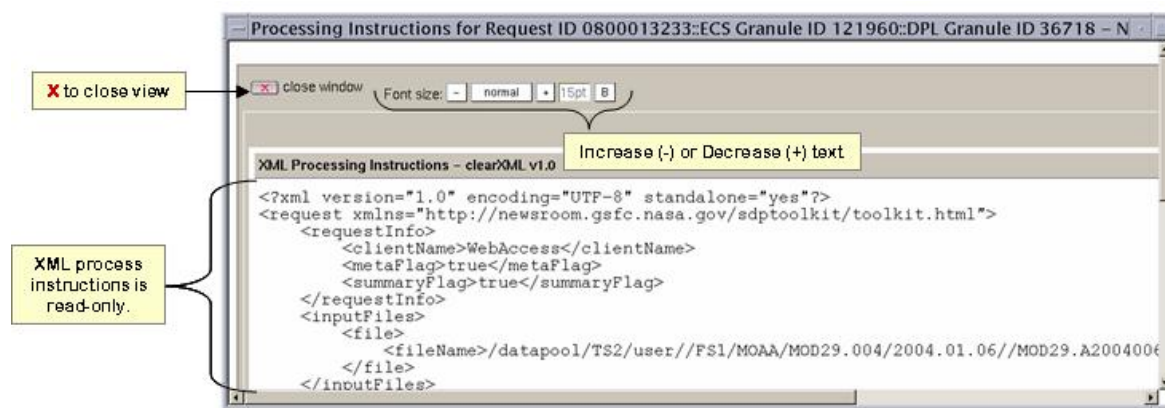 Processing Instructions for Request ID 0800013233::ECS Granule ID 121960::DPL Granule ID 36718 – N
X to close view
X close window Font size: - normal + 15pt B
Increase (-) or Decrease (+) text
XML Processing Instructions – clearXML v1.0
<?xml version="1.0" encoding="UTF-8" standalone="yes"?>
<request xmlns="http://newsroom.gsfc.nasa.gov/sdptoolkit/toolkit.html">
<requestInfo>
<clientName>WebAccess</clientName>
<metaFlag>true</metaFlag>
<summaryFlag>true</summaryFlag>
</requestInfo>
<inputFiles>
<file>
<fileName>/datapool/TS2/user//FS1/MOAA/MOD29.004/2004.01.06//MOD29.A2004006
</file>
</inputFiles>
XML process
instructions is
read-only.